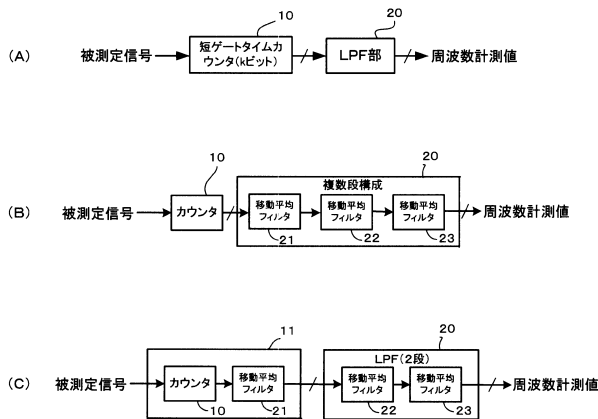 10
20
(A)
被測定信号
短ゲートタイムカ
ウンタ(kビット)
LPF部
周波数計測値
20
10
複数段構成
(B)
被測定信号
カウンタ
移動平均
フィルタ
移動平均
フィルタ
移動平均
フィルタ
周波数計測値
21
22
23
11
20
LPF(2段)
(C)
被測定信号
カウンタ
移動平均
フィルタ
移動平均
フィルタ
移動平均
フィルタ
周波数計測値
10
21
22
23